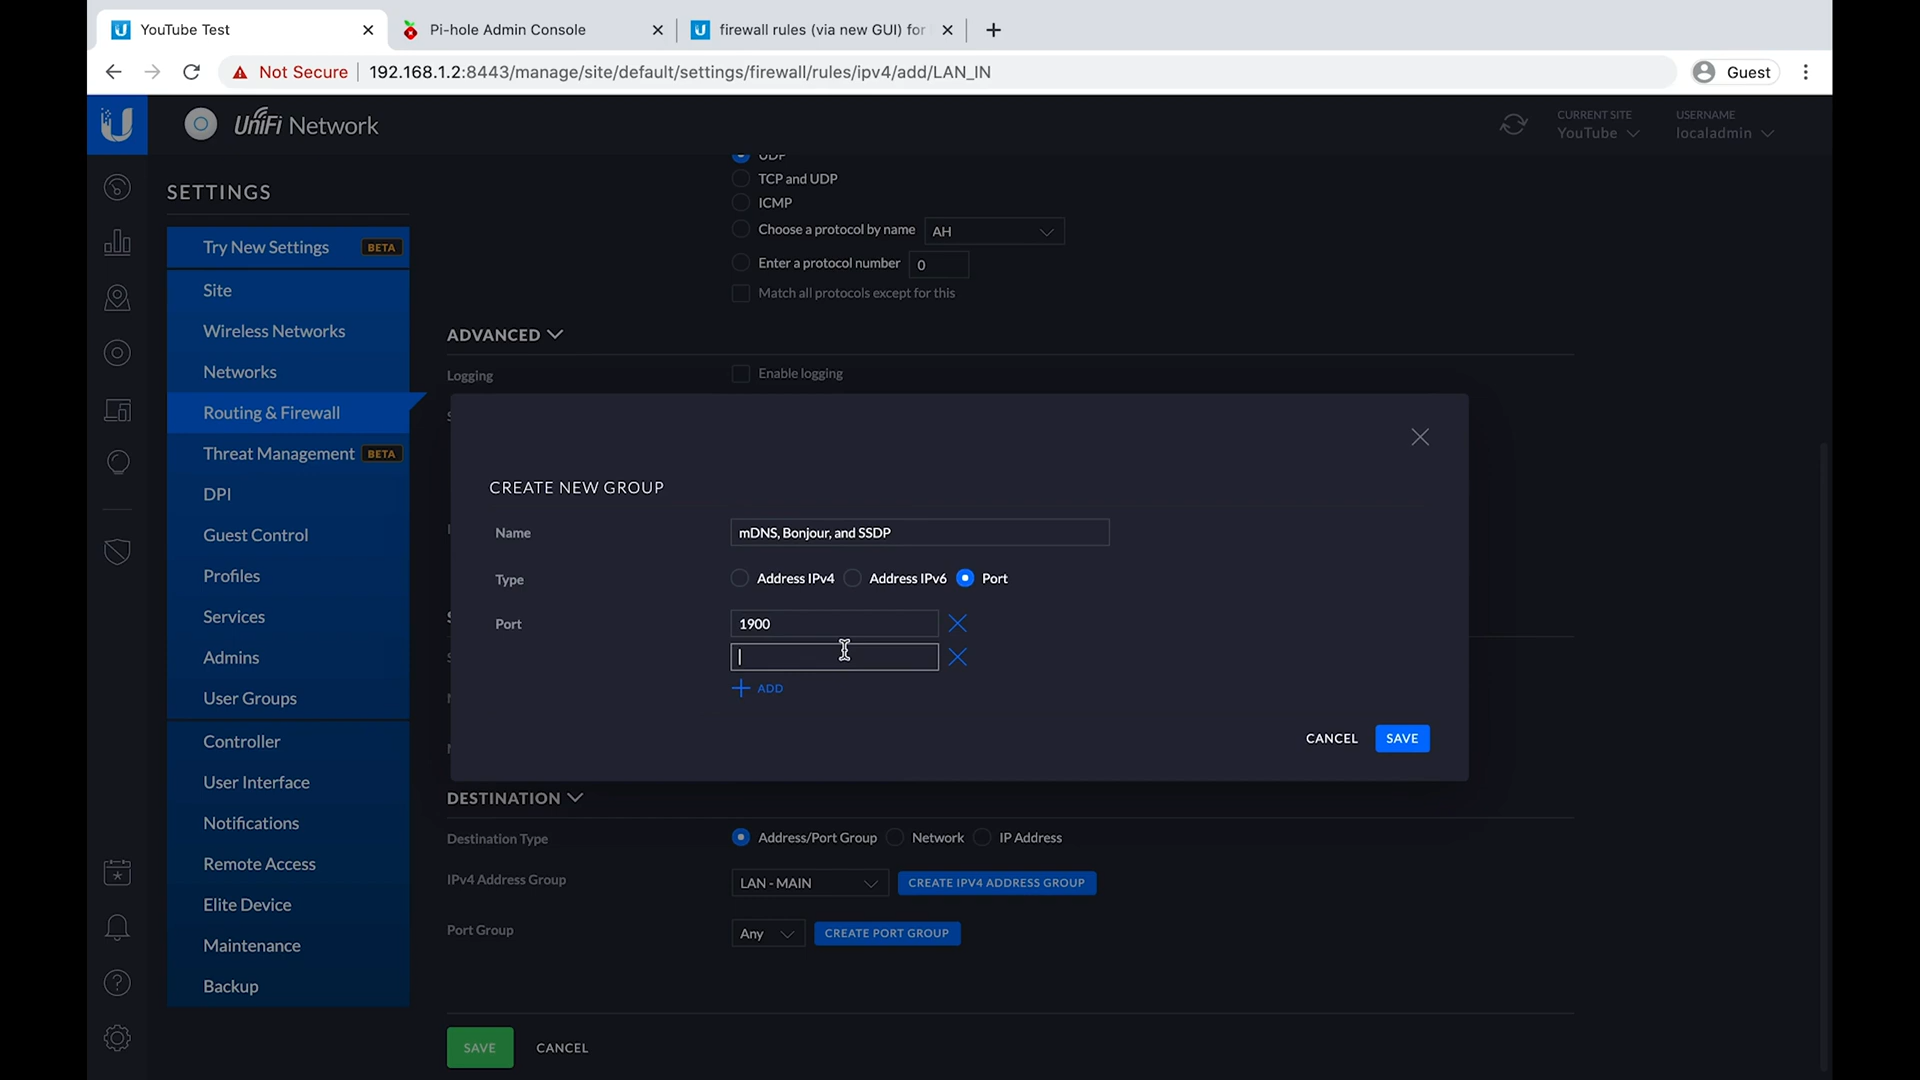 YouTube Test
Pi-hole Admin Console
firewall rules (via new GUI) for
Not Secure
192.168.1.2:8443/manage/site/default/settings/firewall/rules/ipv4/add/LAN_IN
Guest
UniFi Network
CURRENT SITE
YouTube
USERNAME
localadmin
SETTINGS
Try New Settings BETA
Site
Wireless Networks
Networks
Routing & Firewall
Threat Management BETA
DPI
Guest Control
Profiles
Services
Admins
User Groups
Controller
User Interface
Notifications
Remote Access
Elite Device
Maintenance
Backup
UDP
TCP and UDP
ICMP
Choose a protocol by name AH
Enter a protocol number 0
Match all protocols except for this
ADVANCED
Logging Enable logging
CREATE NEW GROUP
Name mDNS, Bonjour, and SSDP
Type Address IPv4 Address IPv6 Port
Port 1900
ADD
CANCEL SAVE
DESTINATION
Destination Type Address/Port Group Network IP Address
IPv4 Address Group LAN - MAIN CREATE IPV4 ADDRESS GROUP
Port Group Any CREATE PORT GROUP
SAVE CANCEL